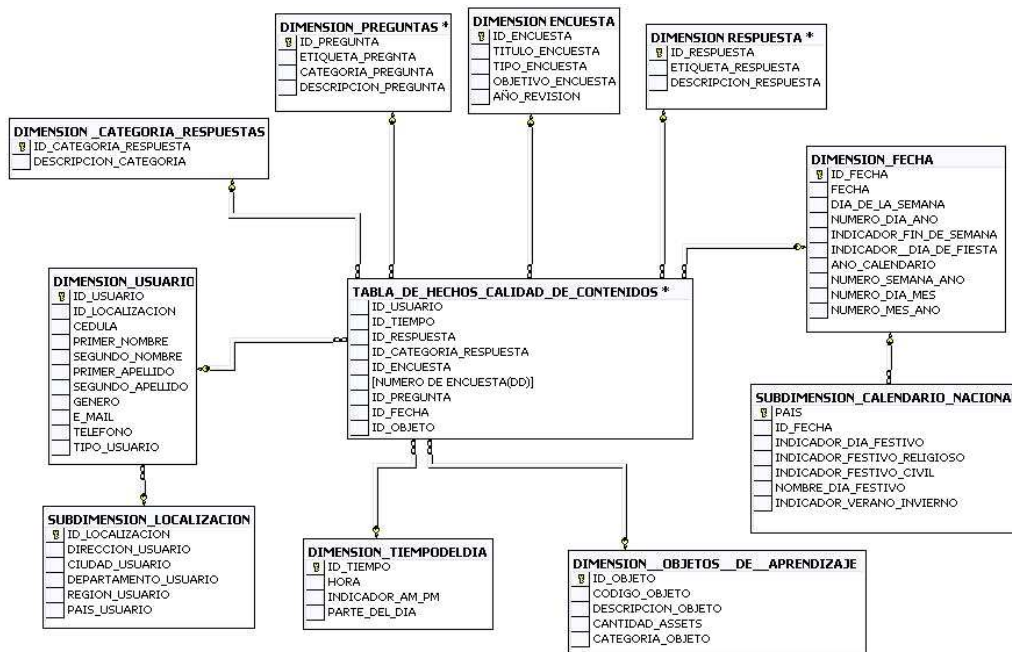 DIMENSION_PREGUNTAS *
ID_PREGUNTA
ETIQUETA_PREGNTA
CATEGORIA_PREGUNTA
DESCRIPCION_PREGUNTA
DIMENSION ENCUESTA
ID_ENCUESTA
TITULO_ENCUESTA
TIPO_ENCUESTA
OBJETIVO_ENCUESTA
AÑO_REVISION
DIMENSION RESPUESTA *
ID_RESPUESTA
ETIQUETA_RESPUESTA
DESCRIPCION_RESPUESTA
DIMENSION _CATEGORIA_RESPUESTAS
ID_CATEGORIA_RESPUESTA
DESCRIPCION_CATEGORIA
DIMENSION_FECHA
ID_FECHA
FECHA
DIA_DE_LA_SEMANA
NUMERO_DIA_ANO
INDICADOR_FIN_DE_SEMANA
INDICADOR__DIA_DE_FIESTA
ANO_CALENDARIO
NUMERO_SEMANA_ANO
NUMERO_DIA_MES
NUMERO_MES_ANO
DIMENSION_USUARIO
ID_USUARIO
ID_LOCALIZACION
CEDULA
PRIMER_NOMBRE
SEGUNDO_NOMBRE
PRIMER_APELLIDO
SEGUNDO_APELLIDO
GENERO
E_MAIL
TELEFONO
TIPO_USUARIO
TABLA_DE_HECHOS_CALIDAD_DE_CONTENIDOS *
ID_USUARIO
ID_TIEMPO
ID_RESPUESTA
ID_CATEGORIA_RESPUESTA
ID_ENCUESTA
[NUMERO DE ENCUESTA(DD)]
ID_PREGUNTA
ID_FECHA
ID_OBJETO
SUBDIMENSION_CALENDARIO_NACIONAL
PAIS
ID_FECHA
INDICADOR_DIA_FESTIVO
INDICADOR_FESTIVO_RELIGIOSO
INDICADOR_FESTIVO_CIVIL
NOMBRE_DIA_FESTIVO
INDICADOR_VERANO_INVIERNO
SUBDIMENSION_LOCALIZACION
ID_LOCALIZACION
DIRECCION_USUARIO
CIUDAD_USUARIO
DEPARTAMENTO_USUARIO
REGION_USUARIO
PAIS_USUARIO
DIMENSION_TIEMPODELDIA
ID_TIEMPO
HORA
INDICADOR_AM_PM
PARTE_DEL_DIA
DIMENSION__OBJETOS__DE__APRENDIZAJE
ID_OBJETO
CODIGO_OBJETO
DESCRIPCION_OBJETO
CANTIDAD_ASSETS
CATEGORIA_OBJETO